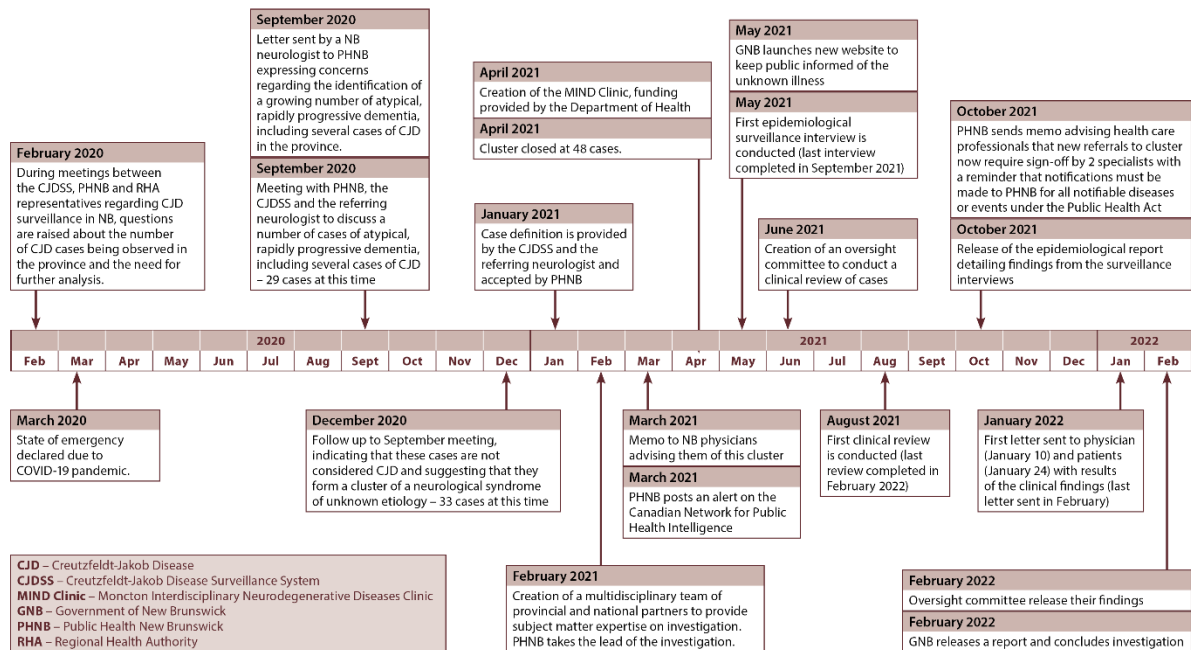 February 2020
During meetings between
the CJDSS, PHNB and RHA
representatives regarding CJD
surveillance in NB, questions
are raised about the number
of CJD cases being observed in
the province and the need for
further analysis.
September 2020
Letter sent by a NB
neurologist to PHNB
expressing concerns
regarding the identification of
a growing number of atypical,
rapidly progressive dementia,
including several cases of CJD
in the province.
September 2020
Meeting with PHNB, the
CJDSS and the referring
neurologist to discuss a
number of cases of atypical,
rapidly progressive dementia,
including several cases of CJD
– 29 cases at this time
April 2021
Creation of the MIND Clinic, funding
provided by the Department of Health
April 2021
Cluster closed at 48 cases.
January 2021
Case definition is provided
by the CJDSS and the
referring neurologist and
accepted by PHNB
May 2021
GNB launches new website to
keep public informed of the
unknown illness
May 2021
First epidemiological
surveillance interview is
conducted (last interview
completed in September 2021)
June 2021
Creation of an oversight
committee to conduct a
clinical review of cases
October 2021
PHNB sends memo advising health care
professionals that new referrals to cluster
now require sign-off by 2 specialists with
a reminder that notifications must be
made to PHNB for all notifiable diseases
or events under the Public Health Act
October 2021
Release of the epidemiological report
detailing findings from the surveillance
interviews
2020 2021 2022
Feb Mar Apr May Jun Jul Aug Sept Oct Nov Dec Jan Feb Mar Apr May Jun Jul Aug Sept Oct Nov Dec Jan Feb
March 2020
State of emergency
declared due to
COVID-19 pandemic.
December 2020
Follow up to September meeting,
indicating that these cases are not
considered CJD and suggesting that they
form a cluster of a neurological syndrome
of unknown etiology – 33 cases at this time
March 2021
Memo to NB physicians
advising them of this cluster
March 2021
PHNB posts an alert on the
Canadian Network for Public
Health Intelligence
August 2021
First clinical review
is conducted (last
review completed in
February 2022)
January 2022
First letter sent to physician
(January 10) and patients
(January 24) with results
of the clinical findings (last
letter sent in February)
CJD – Creutzfeldt-Jakob Disease
CJDSS – Creutzfeldt-Jakob Disease Surveillance System
MIND Clinic – Moncton Interdisciplinary Neurodegenerative Diseases Clinic
GNB – Government of New Brunswick
PHNB – Public Health New Brunswick
RHA – Regional Health Authority
February 2021
Creation of a multidisciplinary team of
provincial and national partners to provide
subject matter expertise on investigation.
PHNB takes the lead of the investigation.
February 2022
Oversight committee release their findings
February 2022
GNB releases a report and concludes investigation